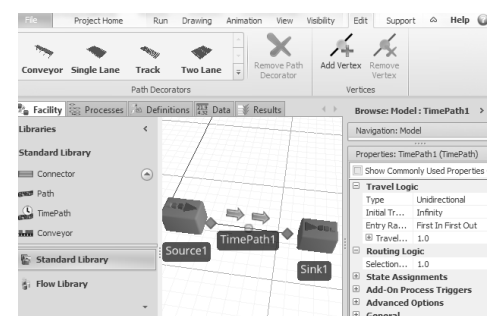 File Project Home Run Drawing Animation View Visibility Edit Support Help
Conveyor Single Lane Track Two Lane Remove Path Decorator Add Vertex Remove Vertex
Path Decorators Vertices
Facility Processes Definitions Data Results
Browse: Model : TimePath1
Libraries
Navigation: Model
Standard Library
Properties: TimePath1 (TimePath)
Connector
Show Commonly Used Properties
Path
Travel Logic
TimePath
Type Unidirectional
Initial Tr... Infinity
Conveyor
Entry Ra... First In First Out
Travel... 1.0
Standard Library
Routing Logic
Selection... 1.0
Flow Library
State Assignments
Add-On Process Triggers
Advanced Options
General
Source1
TimePath1
Sink1